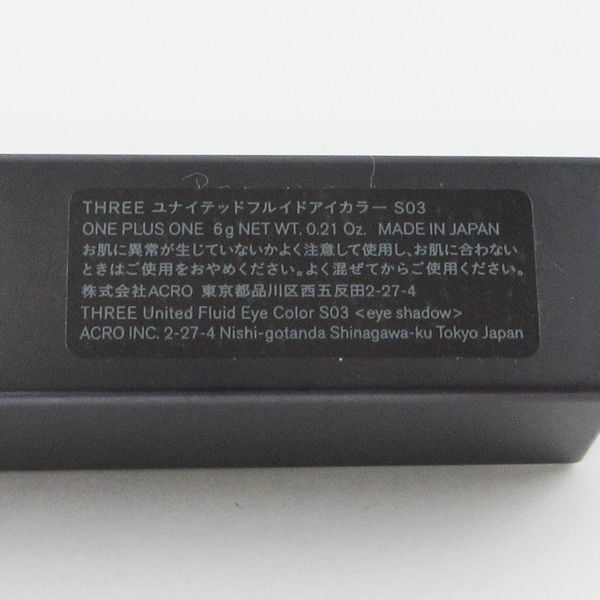 THREE ユナイテッドフルイドアイカラー S03
ONE PLUS ONE 6g NET WT. 0.21 Oz. MADE IN JAPAN
お肌に異常が生じていないかよく注意して使用し、お肌に合わない
ときはご使用をおやめください。よく混ぜてからご使用ください。
株式会社ACRO 東京都品川区西五反田2-27-4
THREE United Fluid Eye Color S03 <eye shadow>
ACRO INC. 2-27-4 Nishi-gotanda Shinagawa-ku Tokyo Japan